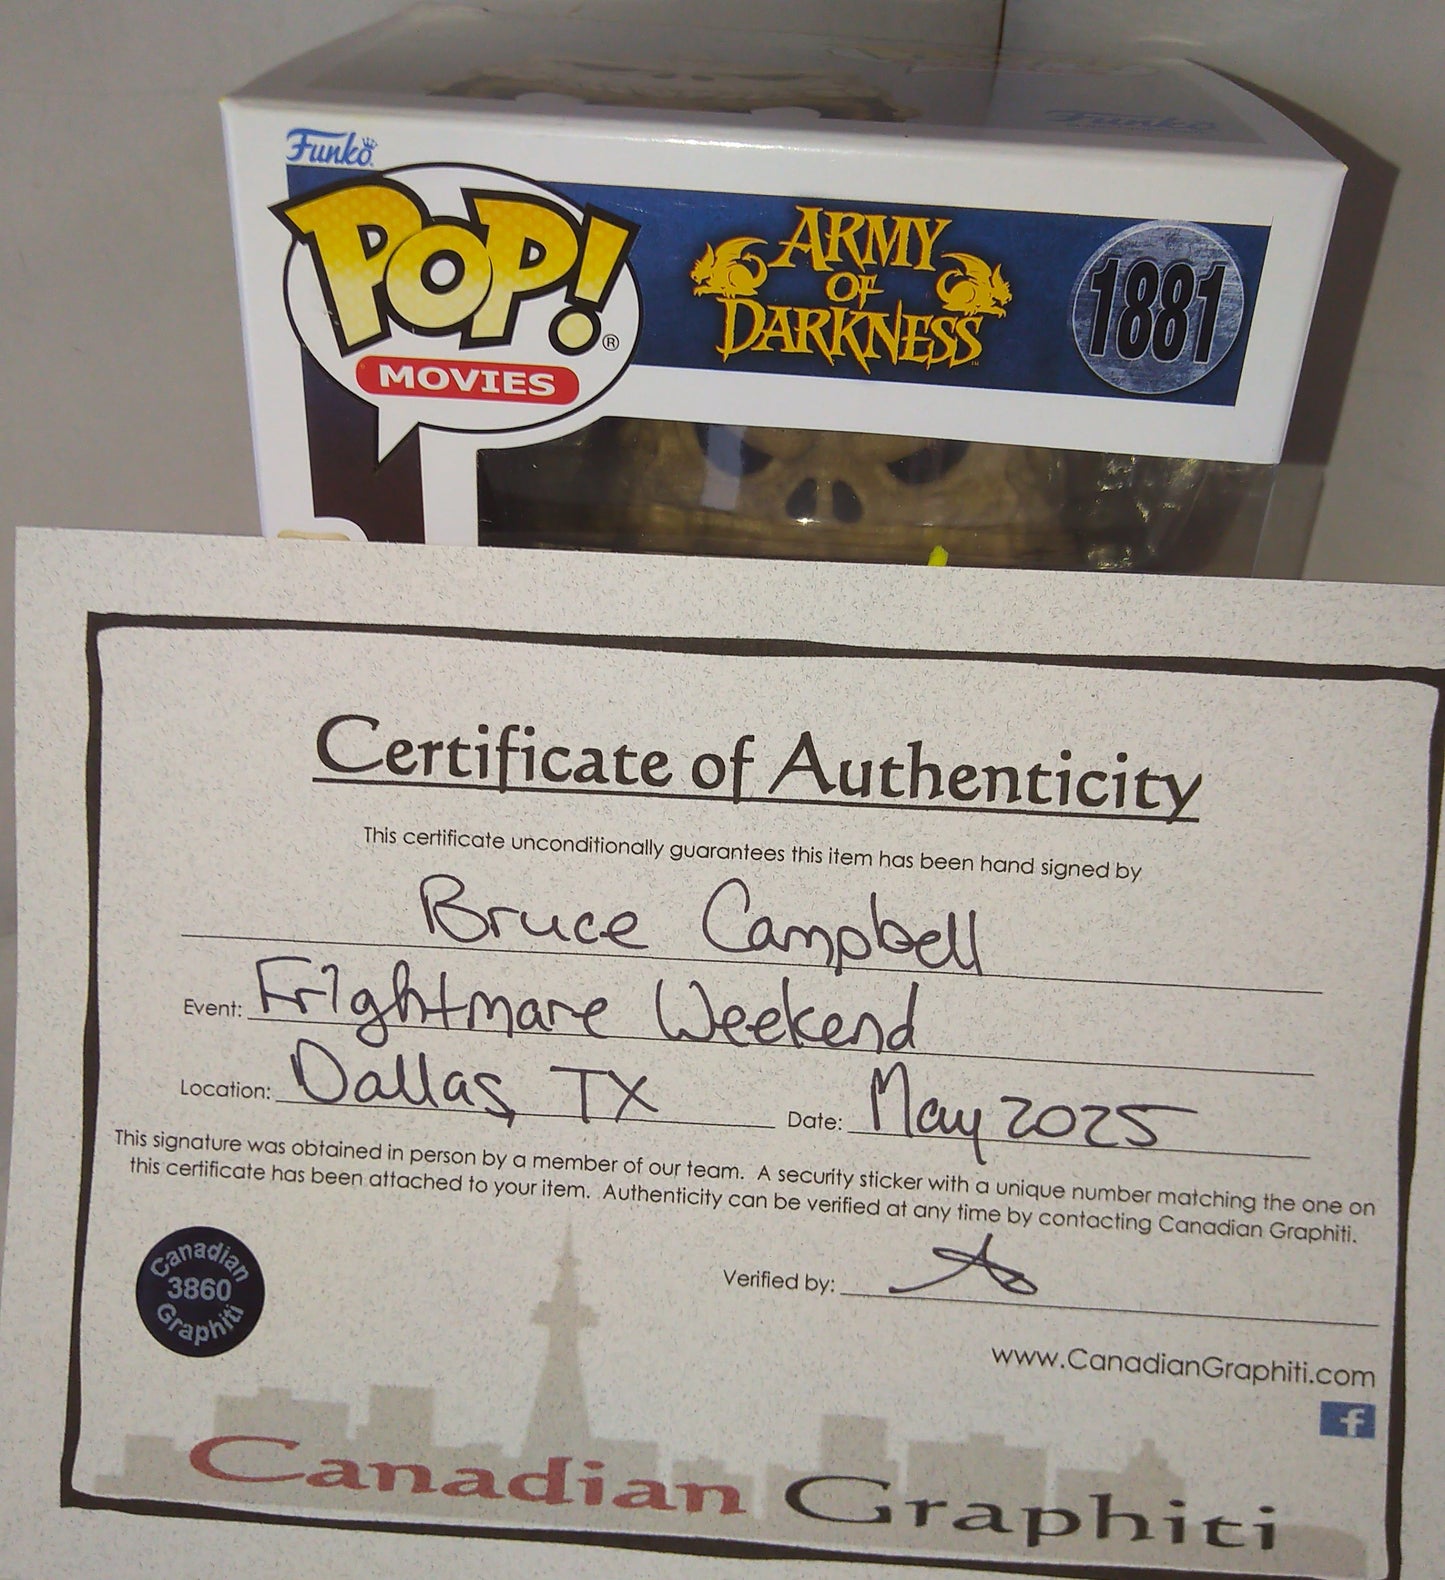 Funko
POP!®
MOVIES
ARMY
OF
DARKNESS™
1881
Certificate of Authenticity
This certificate unconditionally guarantees this item has been hand signed by
Bruce Campbell
Event: Frightmare Weekend
Location: Dallas, TX Date: May 2025
This signature was obtained in person by a member of our team. A security sticker with a unique number matching the one on
this certificate has been attached to your item. Authenticity can be verified at any time by contacting Canadian Graphiti.
Canadian
3860
Graphiti
Verified by:
www.CanadianGraphiti.com
f
Canadian Graphiti